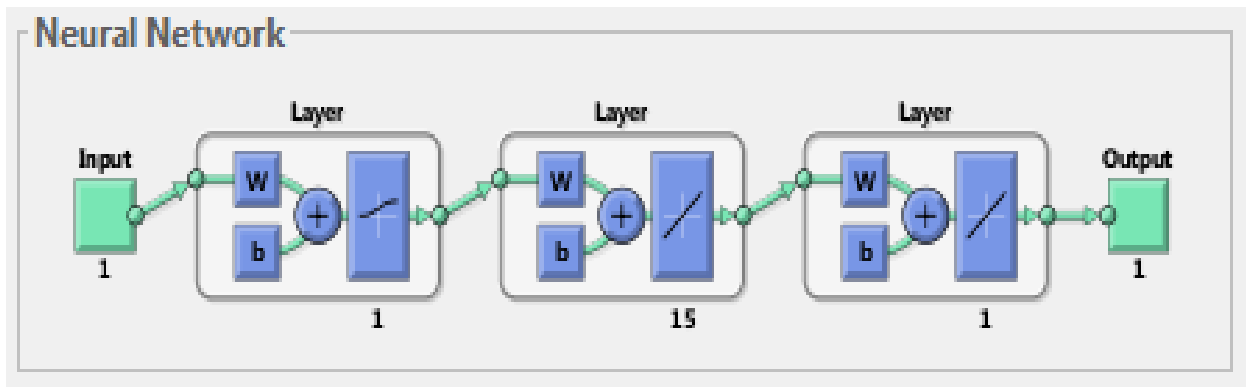 Neural Network
Layer Layer Layer
Input Output
W W W
+ + +
b b b
1 1
1 15 1